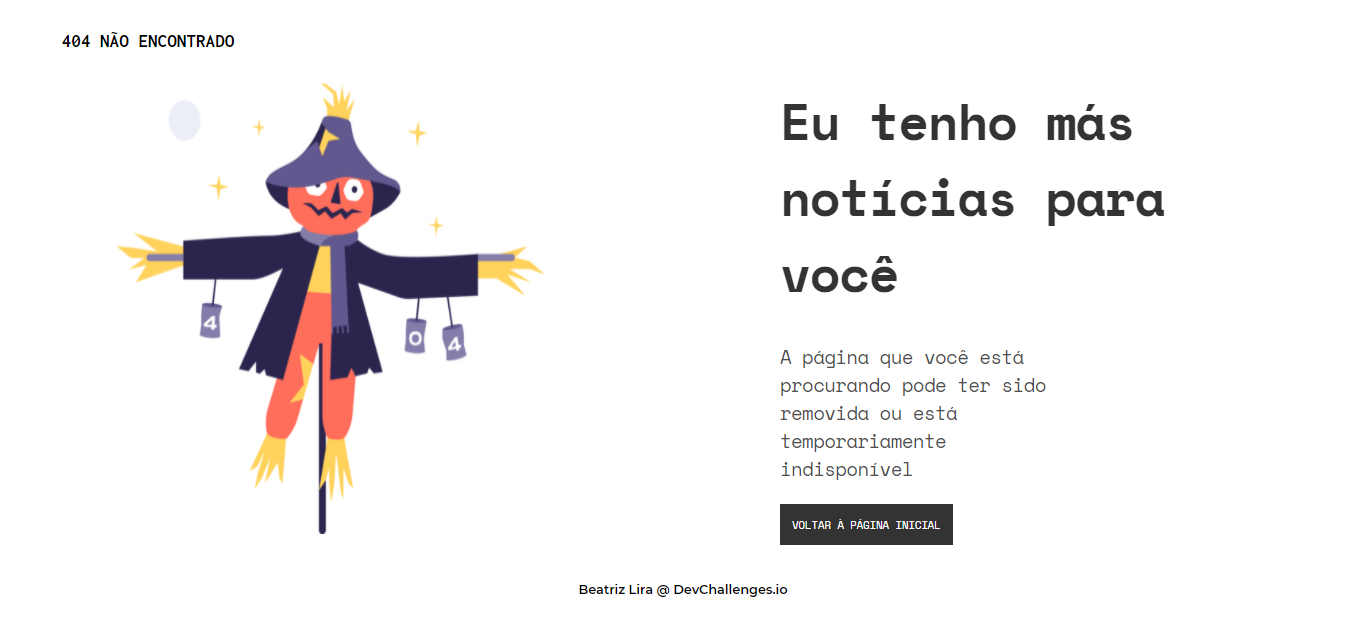 404 NÃO ENCONTRADO
Eu tenho más
notícias para
você
4
0
4
A página que você está
procurando pode ter sido
removida ou está
temporariamente
indisponível
VOLTAR À PÁGINA INICIAL
Beatriz Lira @ DevChallenges.io